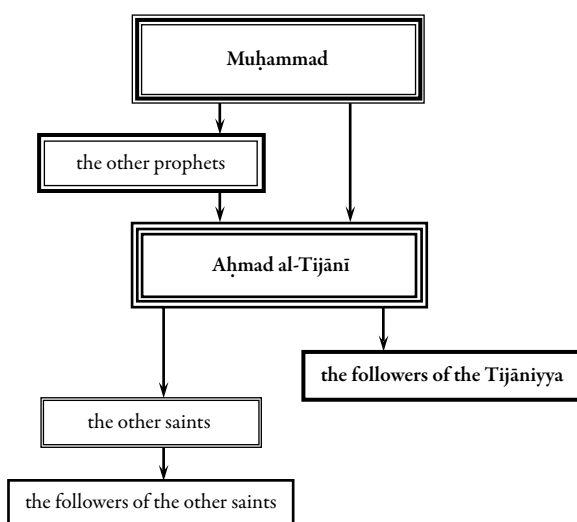 Muḥammad
the other prophets
Aḥmad al-Tijānī
the followers of the Tijāniyya
the other saints
the followers of the other saints